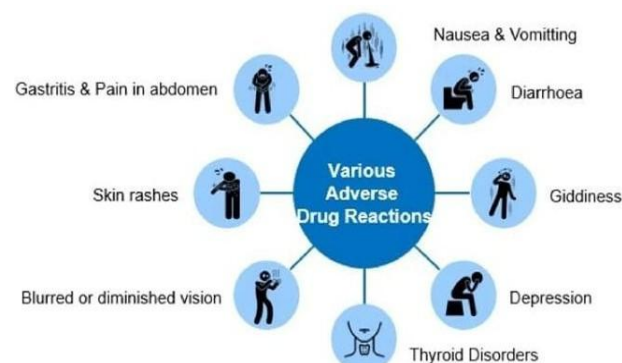 Nausea & Vomitting
Gastritis & Pain in abdomen
Diarrhoea
Various
Adverse
Drug Reactions
Skin rashes
Giddiness
Blurred or diminished vision
Depression
Thyroid Disorders